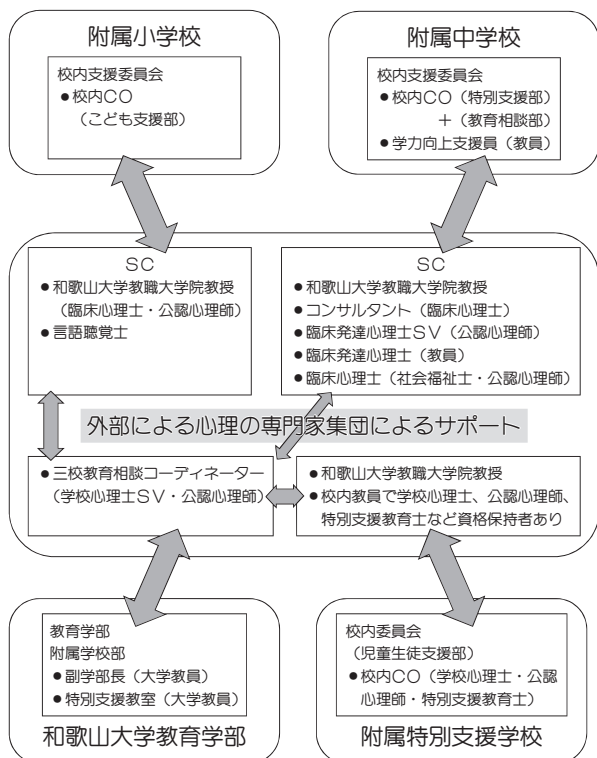 附属小学校
校内支援委員会
●校内CO
（こども支援部）
附属中学校
校内支援委員会
●校内CO（特別支援部）
＋（教育相談部）
●学力向上支援員（教員）
SC
●和歌山大学教職大学院教授
（臨床心理士・公認心理師）
●言語聴覚士
SC
●和歌山大学教職大学院教授
●コンサルタント（臨床心理士）
●臨床発達心理士SV（公認心理師）
●臨床発達心理士（教員）
●臨床心理士（社会福祉士・公認心理師）
外部による心理の専門家集団によるサポート
●三校教育相談コーディネーター
（学校心理士SV・公認心理師）
●和歌山大学教職大学院教授
●校内教員で学校心理士、公認心理師、
特別支援教育士など資格保持者あり
教育学部
附属学校部
●副学部長（大学教員）
●特別支援教室（大学教員）
和歌山大学教育学部
校内委員会
（児童生徒支援部）
●校内CO（学校心理士・公認
心理師・特別支援教育士）
附属特別支援学校